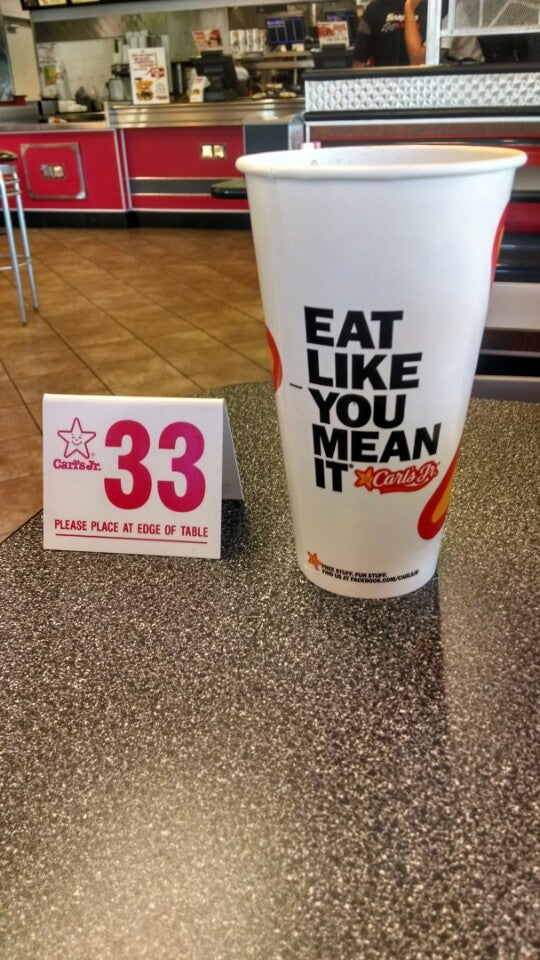 Carl's Jr.
33
PLEASE PLACE AT EDGE OF TABLE
EAT
LIKE
YOU
MEAN
IT®
Carl's Jr.
FREE STUFF. FUN STUFF.
FIND US AT FACEBOOK.COM/CARLSJR